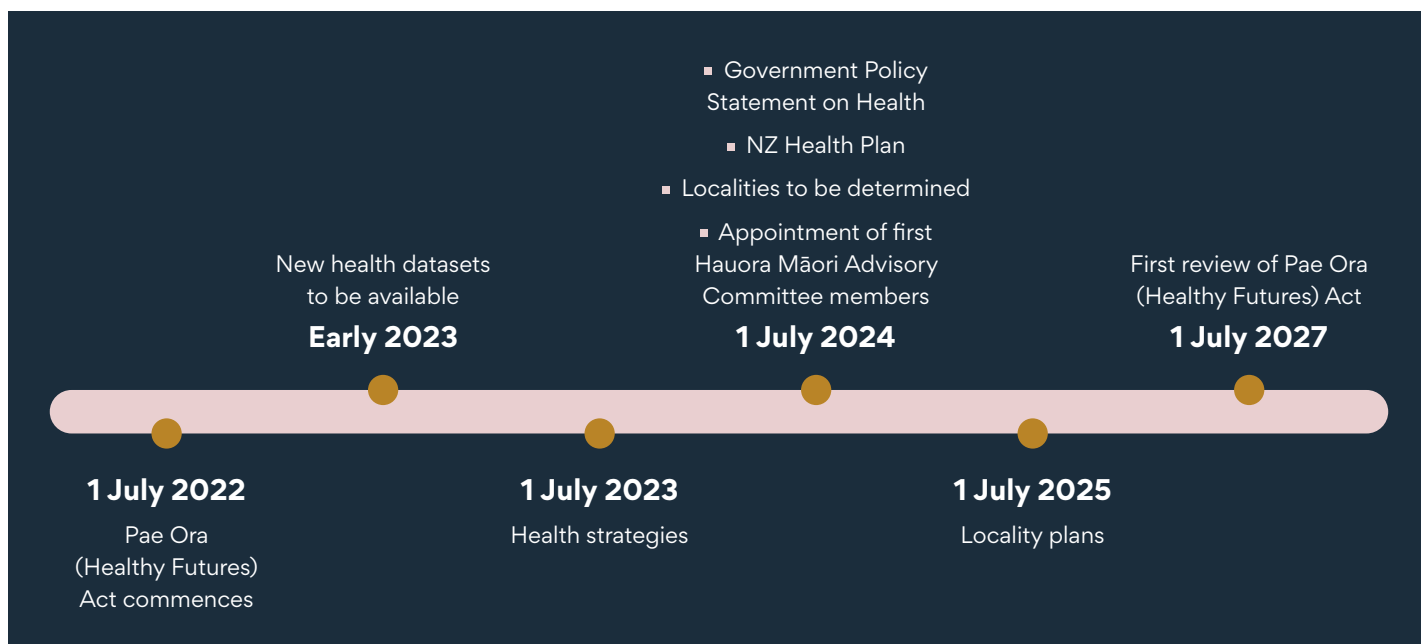 ▪ Government Policy
Statement on Health
▪ NZ Health Plan
▪ Localities to be determined
▪ Appointment of first
Hauora Māori Advisory
Committee members
New health datasets
to be available
Early 2023
1 July 2024
First review of Pae Ora
(Healthy Futures) Act
1 July 2027
1 July 2022
Pae Ora
(Healthy Futures)
Act commences
1 July 2023
Health strategies
1 July 2025
Locality plans